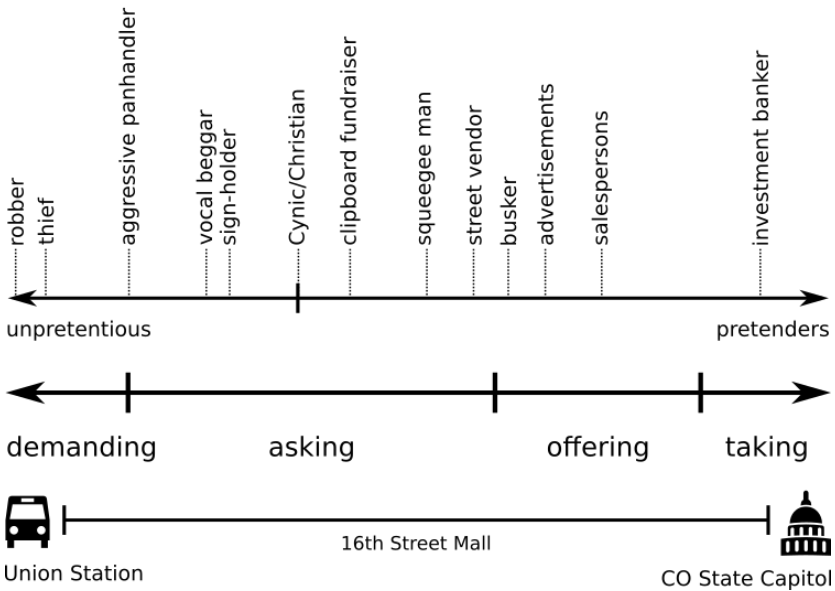 robber
thief
aggressive panhandler
vocal beggar
sign-holder
Cynic/Christian
clipboard fundraiser
squeegee man
street vendor
busker
advertisements
salespersons
investment banker
unpretentious
pretenders
demanding
asking
offering
taking
16th Street Mall
Union Station
CO State Capitol